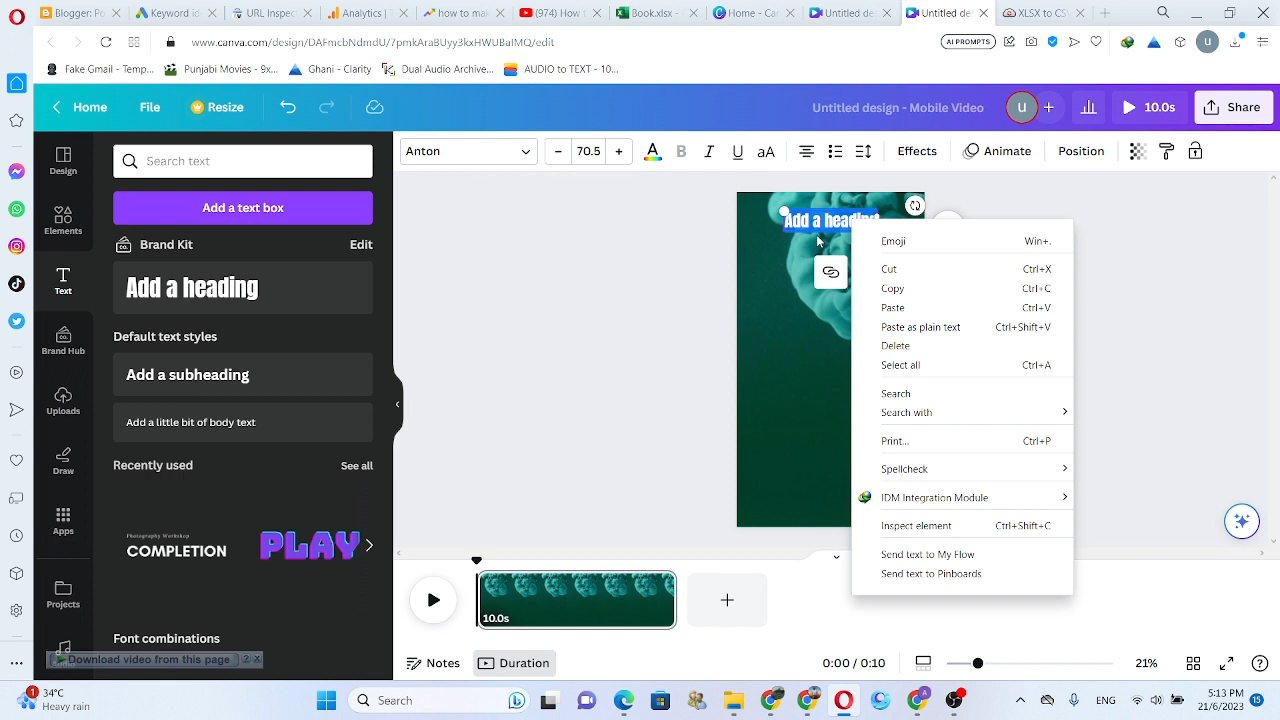 Blogger Po
Keyword id
URL Inspec
Analytics |
how to mo
(974) How t
Book.xlsx -
Home - Ca
Untitled de
Untitled de
XLSX
www.canva.com/design/DAFmcbNdmdU/7pmkAraBUyy3kxHWUBaIMQ/edit
AI PROMPTS
u
Fake Gmail - Temp...
Punjabi Movies - 9x...
Ghani - Clarity
Dual Audio Archive...
AUDIO to TEXT - 10...
Home
File
Resize
Untitled design - Mobile Video
u
10.0s
Share
Design
Elements
Text
Brand Hub
Uploads
Draw
Apps
Projects
Search text
Add a text box
Brand Kit
Edit
Add a heading
Default text styles
Add a subheading
Add a little bit of body text
Recently used
See all
Photography Workshop
COMPLETION
PLAY
Font combinations
Download video from this page
? X
Anton
– 70.5 +
A B I U aA
Effects
Animate
Position
Add a heading
Emoji Win+.
Cut Ctrl+X
Copy Ctrl+C
Paste Ctrl+V
Paste as plain text Ctrl+Shift+V
Delete
Select all Ctrl+A
Search
Search with
Print... Ctrl+P
Spellcheck
IDM Integration Module
Inspect element Ctrl+Shift+C
Send text to My Flow
Send text to Pinboards
10.0s
Notes
Duration
0:00 / 0:10
21%
1
34°C
Heavy rain
Search
ENG
5:13 PM
21/6/2023
15